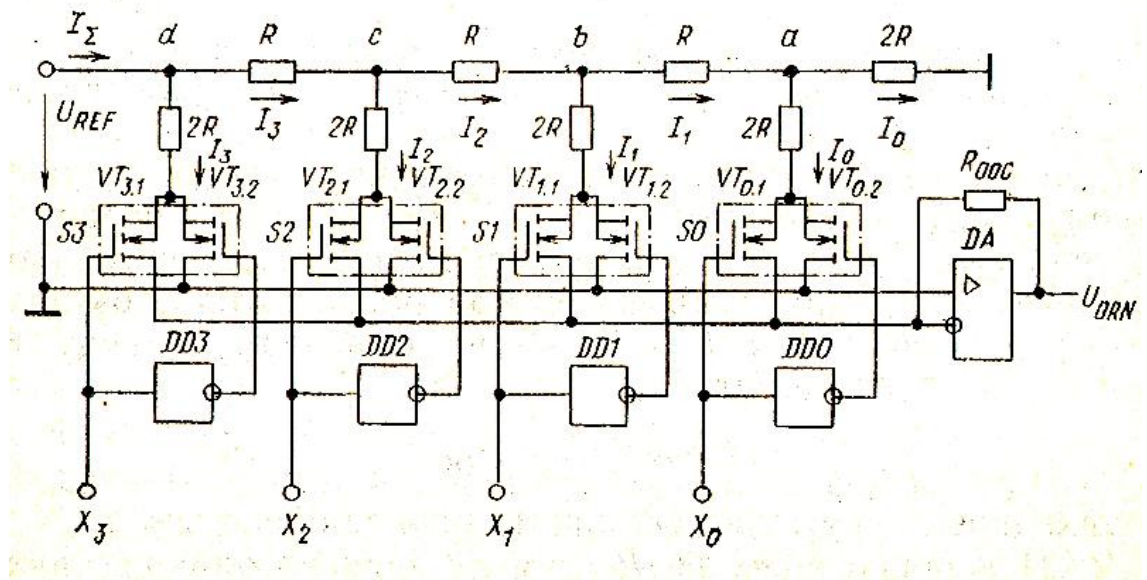 I_Σ d R c R b R a 2R
U_REF 2R I_3 2R I_2 2R I_1 2R I_0
I_3 I_2 I_1 I_0 R_ООС
VT_3.1 VT_3.2 VT_2.1 VT_2.2 VT_1.1 VT_1.2 VT_0.1 VT_0.2
S3 S2 S1 S0 DA
▷ U_ORN
DD3 DD2 DD1 DD0
X_3 X_2 X_1 X_0